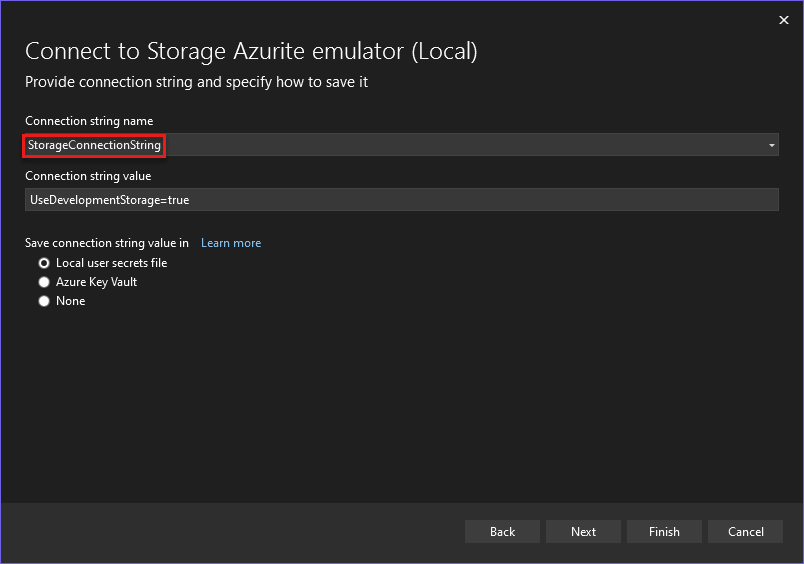 Connect to Storage Azurite emulator (Local)
Provide connection string and specify how to save it
Connection string name
StorageConnectionString
Connection string value
UseDevelopmentStorage=true
Save connection string value in Learn more
Local user secrets file
Azure Key Vault
None
Back Next Finish Cancel